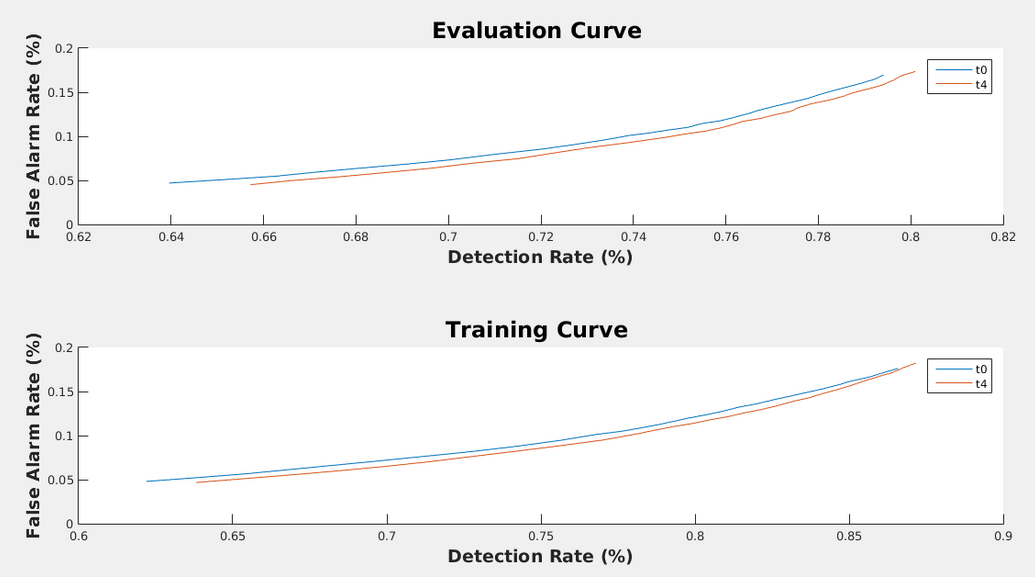 Evaluation Curve
False Alarm Rate (%)
0.2
0.15
0.1
0.05
0
t0
t4
0.62 0.64 0.66 0.68 0.7 0.72 0.74 0.76 0.78 0.8 0.82
Detection Rate (%)
Training Curve
False Alarm Rate (%)
0.2
0.15
0.1
0.05
0
t0
t4
0.6 0.65 0.7 0.75 0.8 0.85 0.9
Detection Rate (%)